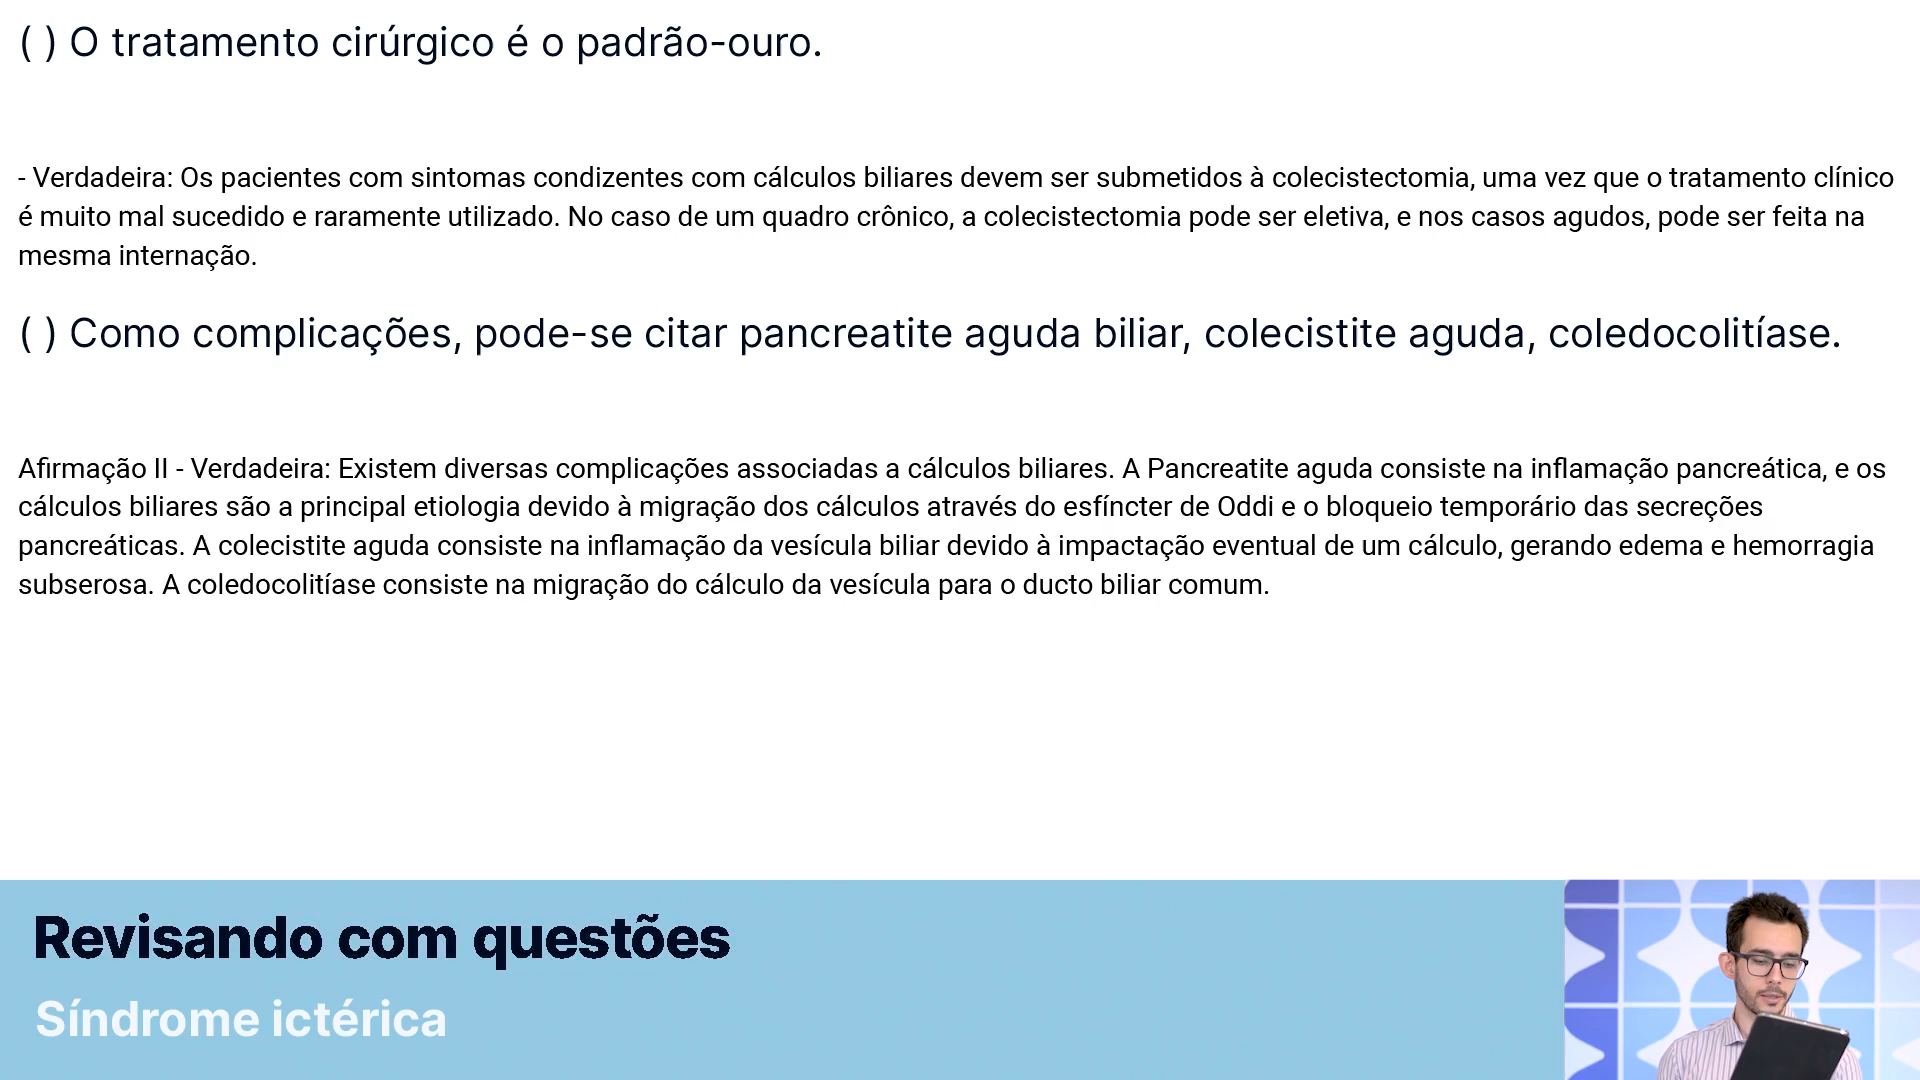 ( ) O tratamento cirúrgico é o padrão-ouro.
- Verdadeira: Os pacientes com sintomas condizentes com cálculos biliares devem ser submetidos à colecistectomia, uma vez que o tratamento clínico
é muito mal sucedido e raramente utilizado. No caso de um quadro crônico, a colecistectomia pode ser eletiva, e nos casos agudos, pode ser feita na
mesma internação.
( ) Como complicações, pode-se citar pancreatite aguda biliar, colecistite aguda, coledocolitíase.
Afirmação II - Verdadeira: Existem diversas complicações associadas a cálculos biliares. A Pancreatite aguda consiste na inflamação pancreática, e os
cálculos biliares são a principal etiologia devido à migração dos cálculos através do esfíncter de Oddi e o bloqueio temporário das secreções
pancreáticas. A colecistite aguda consiste na inflamação da vesícula biliar devido à impactação eventual de um cálculo, gerando edema e hemorragia
subserosa. A coledocolitíase consiste na migração do cálculo da vesícula para o ducto biliar comum.
Revisando com questões
Síndrome ictérica